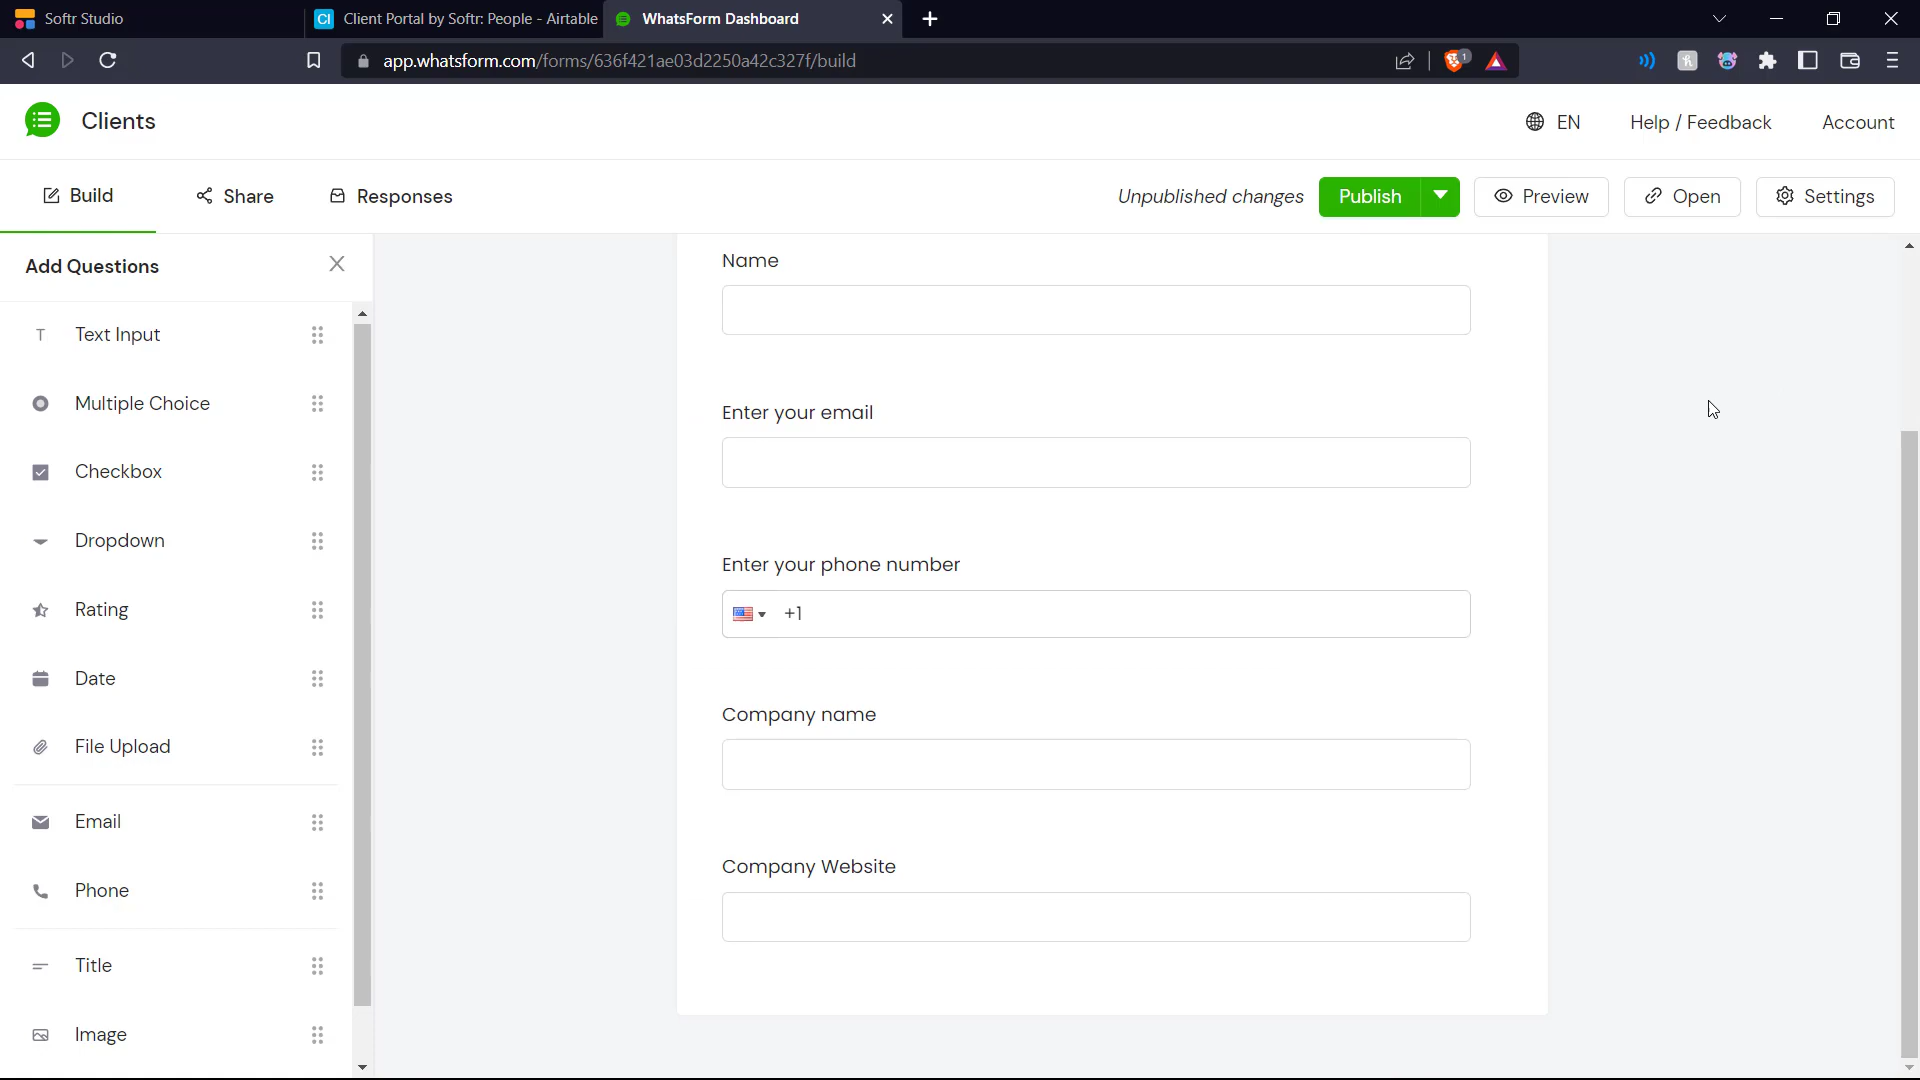 Softr Studio
CI Client Portal by Softr: People - Airtable
WhatsForm Dashboard
app.whatsform.com/forms/636f421ae03d2250a42c327f/build
1
Clients
EN
Help / Feedback
Account
Build
Share
Responses
Unpublished changes
Publish
Preview
Open
Settings
Add Questions
T Text Input
Multiple Choice
Checkbox
Dropdown
Rating
Date
File Upload
Email
Phone
Title
Image
Name
Enter your email
Enter your phone number
+1
Company name
Company Website